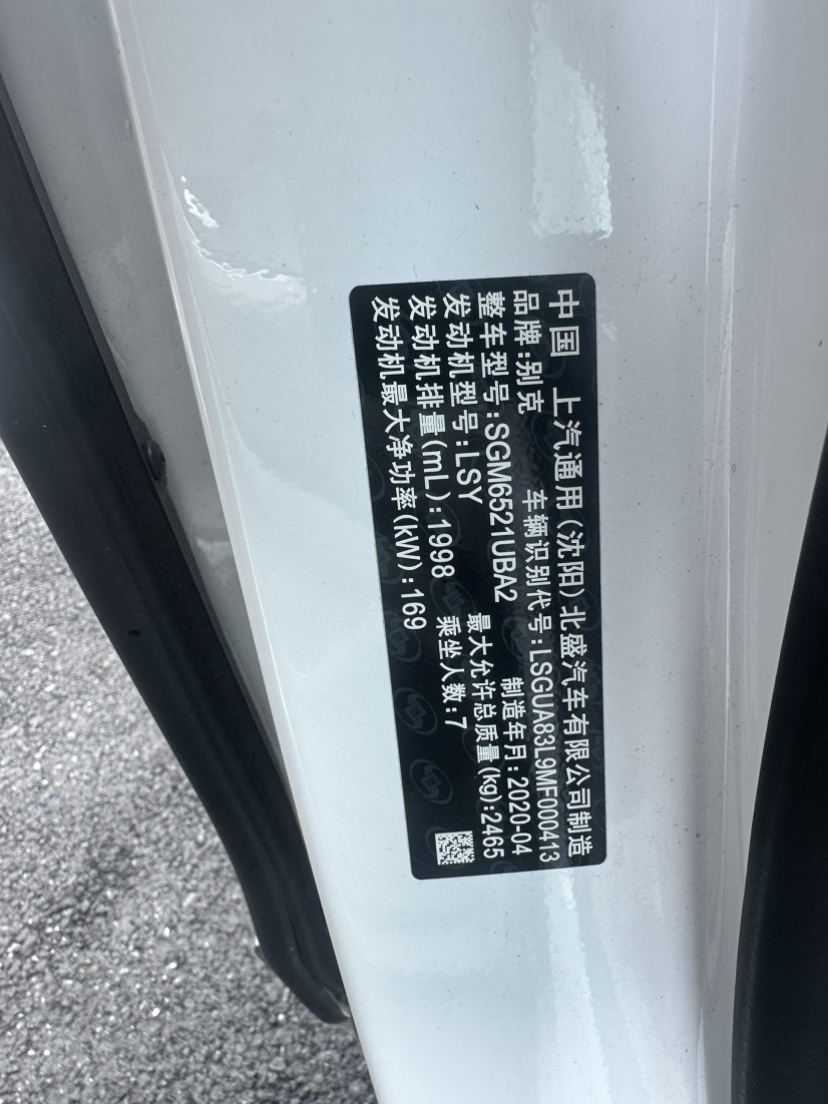 中国 上汽通用(沈阳)北盛汽车有限公司制造
品牌:别克 车辆识别代号:LSGUA83L9MF000413
整车型号:SGM6521UBA2 制造年月:2020-04
发动机型号:LSY 最大允许总质量(kg):2465
发动机排量(mL):1998 乘坐人数:7
发动机最大净功率(kW):169